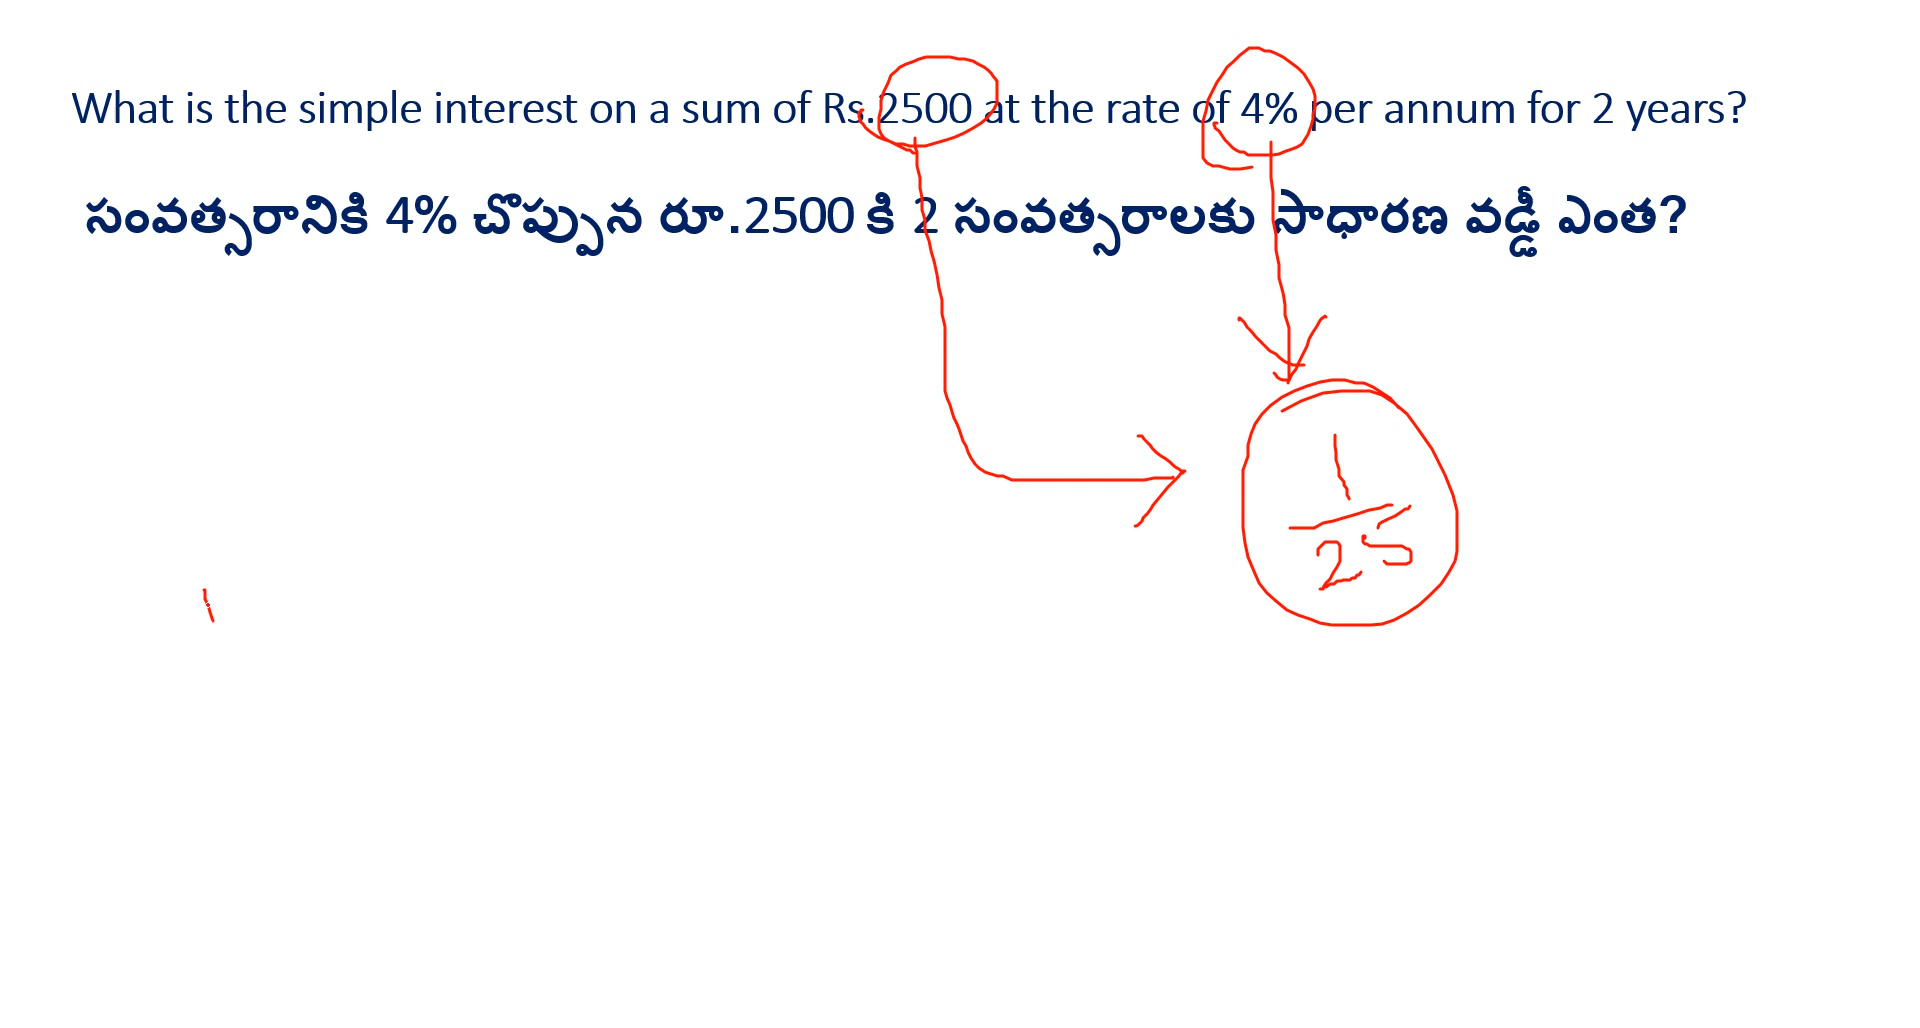 What is the simple interest on a sum of Rs.2500 at the rate of 4% per annum for 2 years?
సంవత్సరానికి 4% చొప్పున రూ.2500 కి 2 సంవత్సరాలకు సాధారణ వడ్డీ ఎంత?
1
25